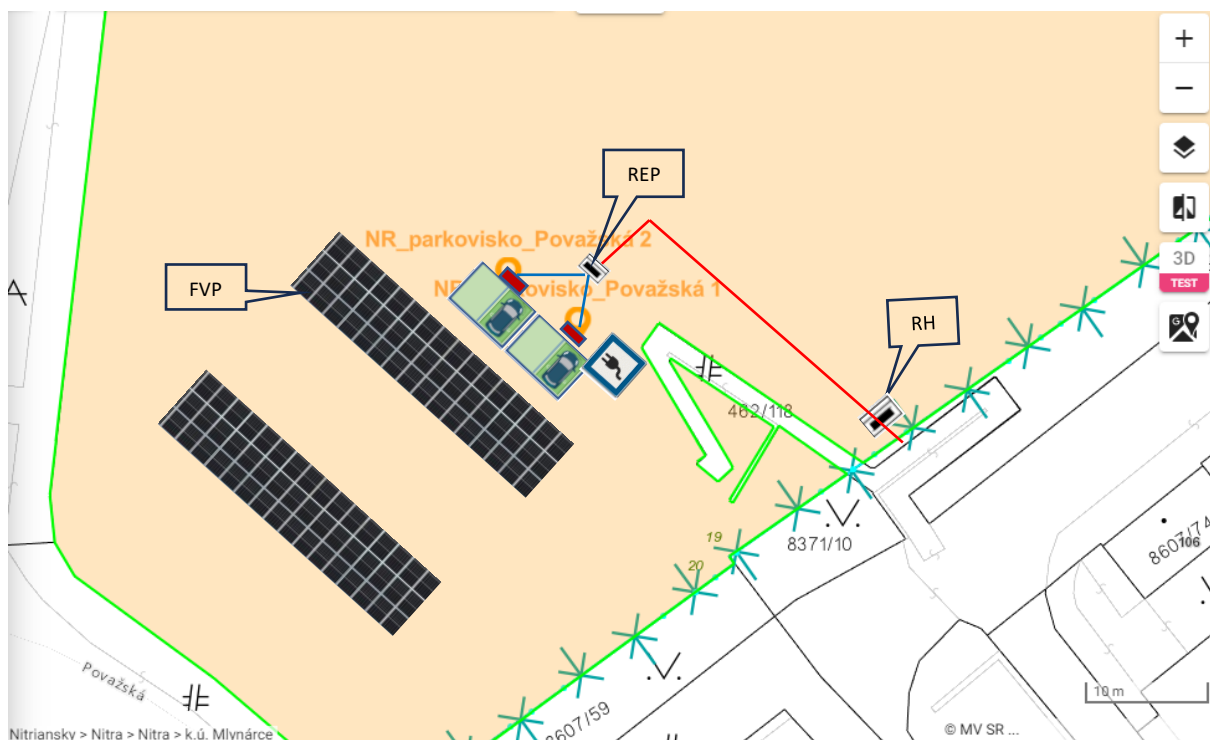 REP
NR_parkovisko_Považská 2
FVP
NR_parkovisko_Považská 1
RH
3D
TEST
G
462/118
8371/10
19
20
8607/74
106
10 m
Považská
8607/59
Nitriansky > Nitra > Nitra > k.ú. Mlynárce
© MV SR ...